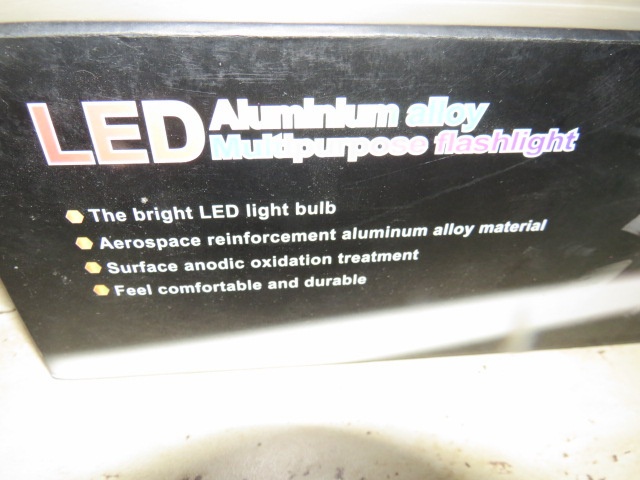 LED Aluminium alloy
Multipurpose flashlight
The bright LED light bulb
Aerospace reinforcement aluminum alloy material
Surface anodic oxidation treatment
Feel comfortable and durable